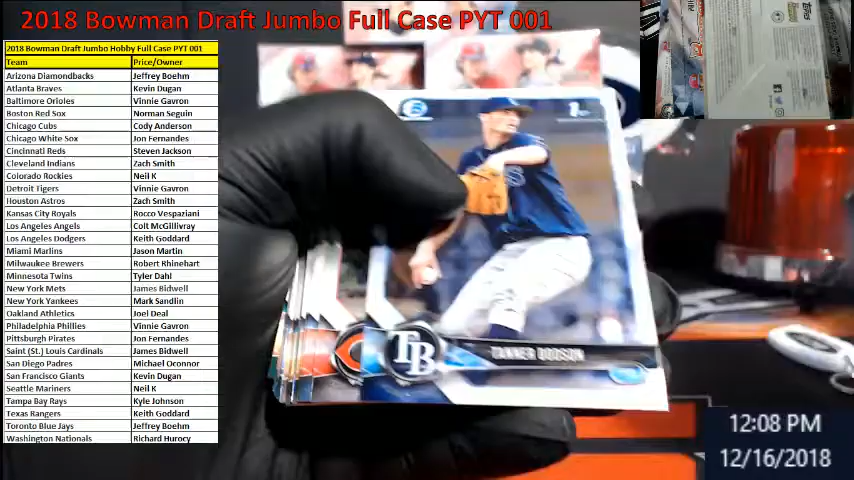 2018 Bowman Draft Jumbo Full Case PYT 001
2018 Bowman Draft Jumbo Hobby Full Case PYT 001
Team Price/Owner
Arizona Diamondbacks Jeffrey Boehm
Atlanta Braves Kevin Dugan
Baltimore Orioles Vinnie Gavron
Boston Red Sox Norman Seguin
Chicago Cubs Cody Anderson
Chicago White Sox Jon Fernandes
Cincinnati Reds Steven Jackson
Cleveland Indians Zach Smith
Colorado Rockies Neil K
Detroit Tigers Vinnie Gavron
Houston Astros Zach Smith
Kansas City Royals Rocco Vespaziani
Los Angeles Angels Colt McGillivray
Los Angeles Dodgers Keith Goddard
Miami Marlins Jason Martin
Milwaukee Brewers Robert Rhinehart
Minnesota Twins Tyler Dahl
New York Mets James Bidwell
New York Yankees Mark Sandlin
Oakland Athletics Joel Deal
Philadelphia Phillies Vinnie Gavron
Pittsburgh Pirates Jon Fernandes
Saint (St.) Louis Cardinals James Bidwell
San Diego Padres Michael Oconnor
San Francisco Giants Kevin Dugan
Seattle Mariners Neil K
Tampa Bay Rays Kyle Johnson
Texas Rangers Keith Goddard
Toronto Blue Jays Jeffrey Boehm
Washington Nationals Richard Hurocy
1st
TB
TANNER DODSON
12:08 PM
12/16/2018